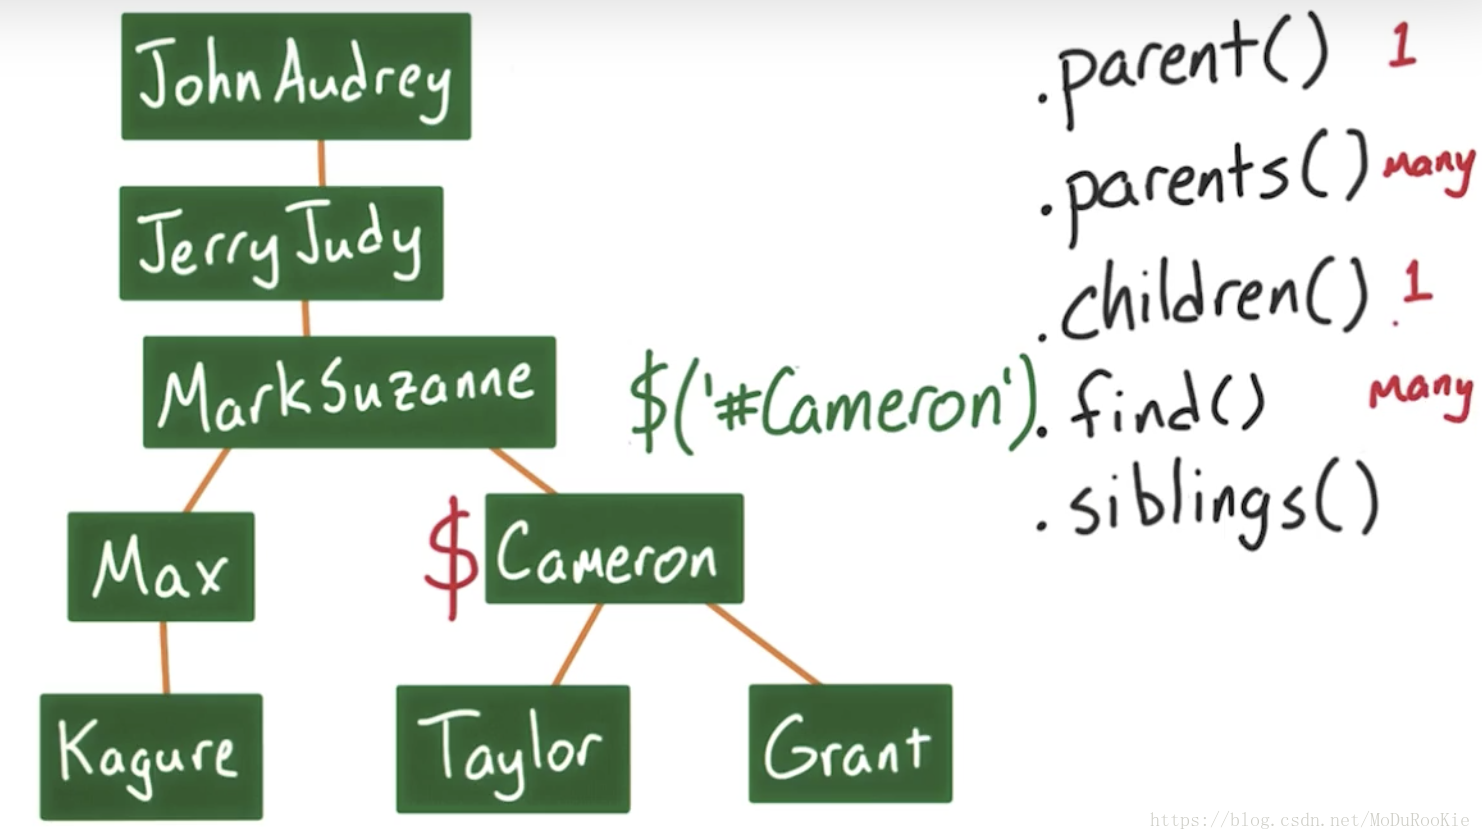 John Audrey
Jerry Judy
Mark Suzanne
Max
$ Cameron
Kagure
Taylor
Grant
$('#Cameron')
.parent() 1
.parents() Many
.children() 1
.find() Many
.siblings()
https://blog.csdn.net/MoDuRooKie